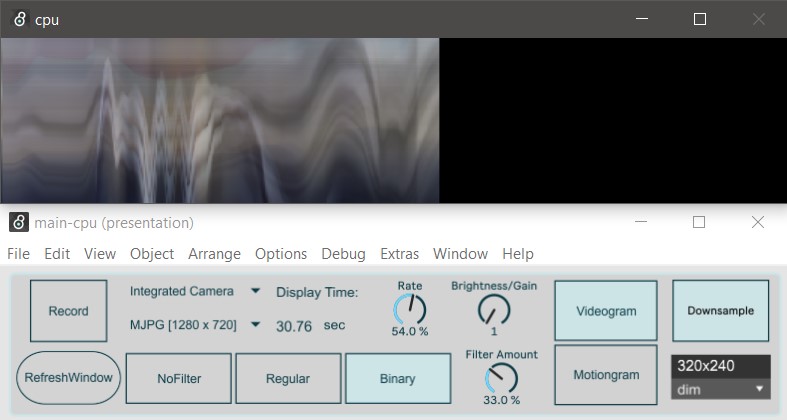 cpu
main-cpu (presentation)
File Edit View Object Arrange Options Debug Extras Window Help
Record
Integrated Camera
MJPG [1280 x 720]
Display Time:
30.76 sec
Rate
54.0 %
Brightness/Gain
1
Videogram
Downsample
RefreshWindow
NoFilter
Regular
Binary
Filter Amount
33.0 %
Motiongram
320x240
dim